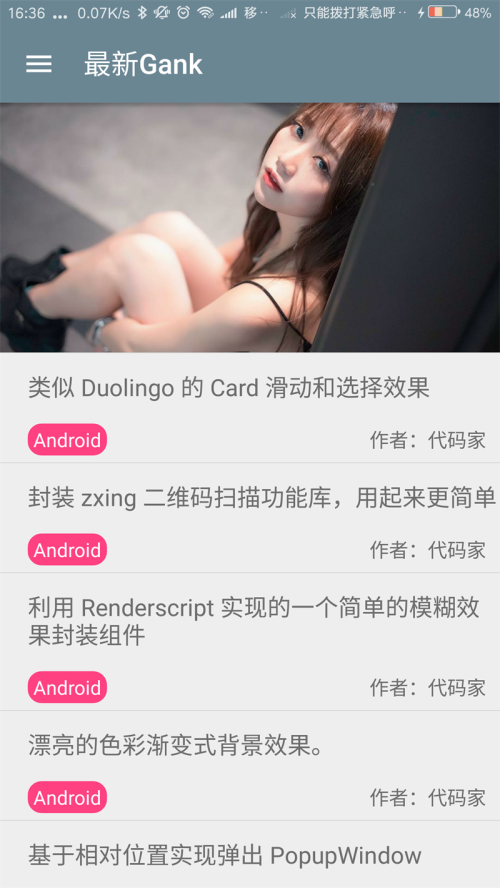 16:36 ... 0.07K/s 移·· 只能拨打紧急呼·· 48%
最新Gank
类似 Duolingo 的 Card 滑动和选择效果
Android 作者：代码家
封装 zxing 二维码扫描功能库，用起来更简单
Android 作者：代码家
利用 Renderscript 实现的一个简单的模糊效
果封装组件
Android 作者：代码家
漂亮的色彩渐变式背景效果。
Android 作者：代码家
基于相对位置实现弹出 PopupWindow